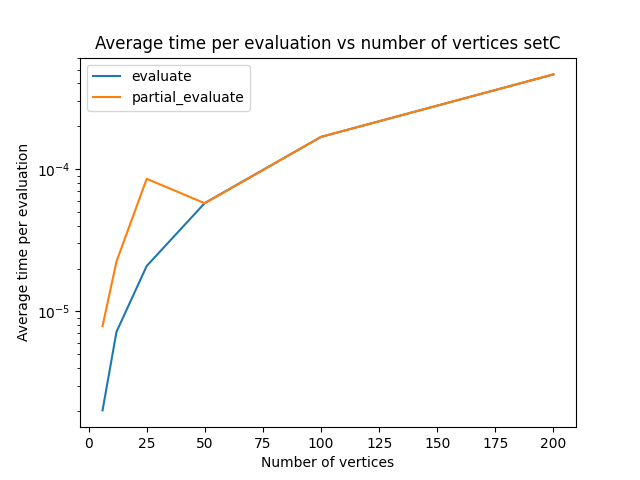 Average time per evaluation vs number of vertices setC
evaluate
partial_evaluate
Average time per evaluation
10⁻⁴
10⁻⁵
0 25 50 75 100 125 150 175 200
Number of vertices